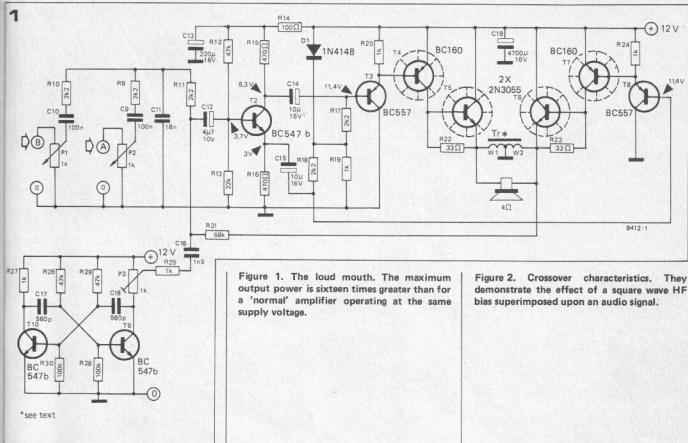 1
C13
220µ
16V
R12
47k
R15
470Ω
R14
100Ω
D1
1N4148
R20
1k
T4
BC160
C19
4700µ
16V
BC160
T7
R24
1k
12 V
R10
2k2
R9
2k2
R11
2k2
8,3V
C14
10µ
16V
11,4V
T3
BC557
T5
2X
2N3055
T6
T8
BC557
11,4V
C10
100n
C9
100n
C11
18n
C12
4µ7
10V
3,7V
T2
BC547 b
R17
2k2
B
P1
1k
A
P2
1k
3V
C15
10µ
16V
R18
2k2
R19
1k
Tr*
R22
33Ω
W1
W2
R23
33Ω
R13
22k
R16
470Ω
4Ω
0
0
9412-1
R21
68k
C16
1n5
12 V
R25
1k
R27
1k
R26
47k
R29
47k
P3
1k
C17
560p
C18
560p
T10
T9
BC
547b
R30
100k
R28
100k
BC
547b
0
*see text
Figure 1. The loud mouth. The maximum
output power is sixteen times greater than for
a 'normal' amplifier operating at the same
supply voltage.
Figure 2. Crossover characteristics. They
demonstrate the effect of a square wave HF
bias superimposed upon an audio signal.